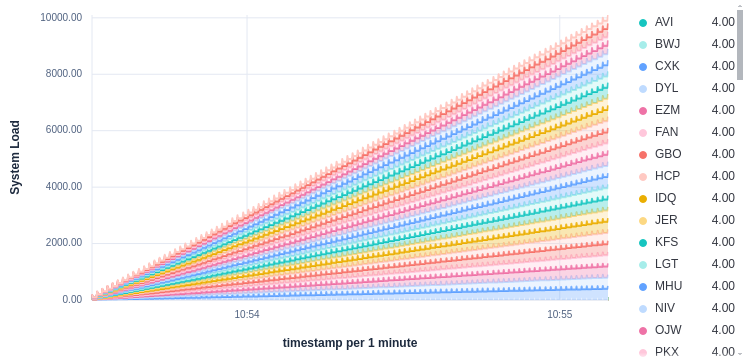 10000.00
8000.00
6000.00
4000.00
2000.00
0.00
System Load
10:54
10:55
timestamp per 1 minute
AVI 4.00
BWJ 4.00
CXK 4.00
DYL 4.00
EZM 4.00
FAN 4.00
GBO 4.00
HCP 4.00
IDQ 4.00
JER 4.00
KFS 4.00
LGT 4.00
MHU 4.00
NIV 4.00
OJW 4.00
PKX 4.00